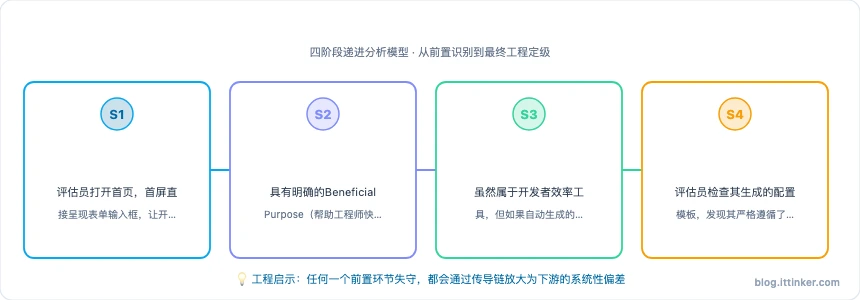 四阶段递进分析模型 · 从前置识别到最终工程定级
S1
评估员打开首页，首屏直
接呈现表单输入框，让开...
S2
具有明确的Beneficial
Purpose（帮助工程师快...
S3
虽然属于开发者效率工
具，但如果自动生成的...
S4
评估员检查其生成的配置
模板，发现其严格遵循了...
💡 工程启示：任何一个前置环节失守，都会通过传导链放大为下游的系统性偏差
blog.ittinker.com